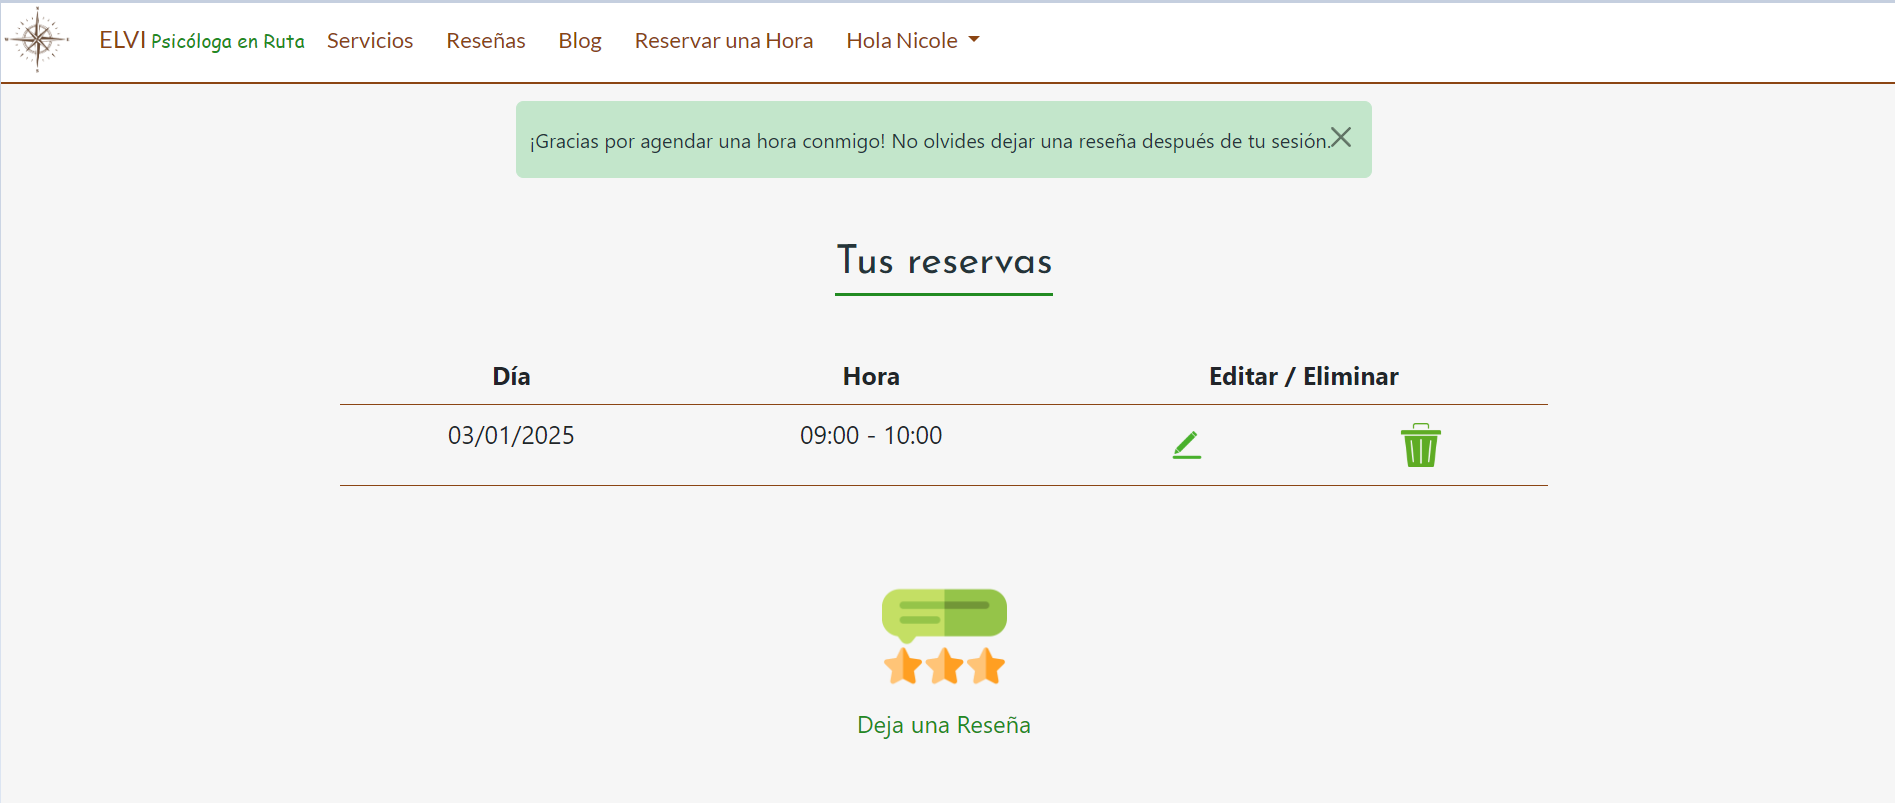 ELVI Psicóloga en Ruta Servicios Reseñas Blog Reservar una Hora Hola Nicole
¡Gracias por agendar una hora conmigo! No olvides dejar una reseña después de tu sesión.
Tus reservas
Día Hora Editar / Eliminar
03/01/2025 09:00 - 10:00
Deja una Reseña